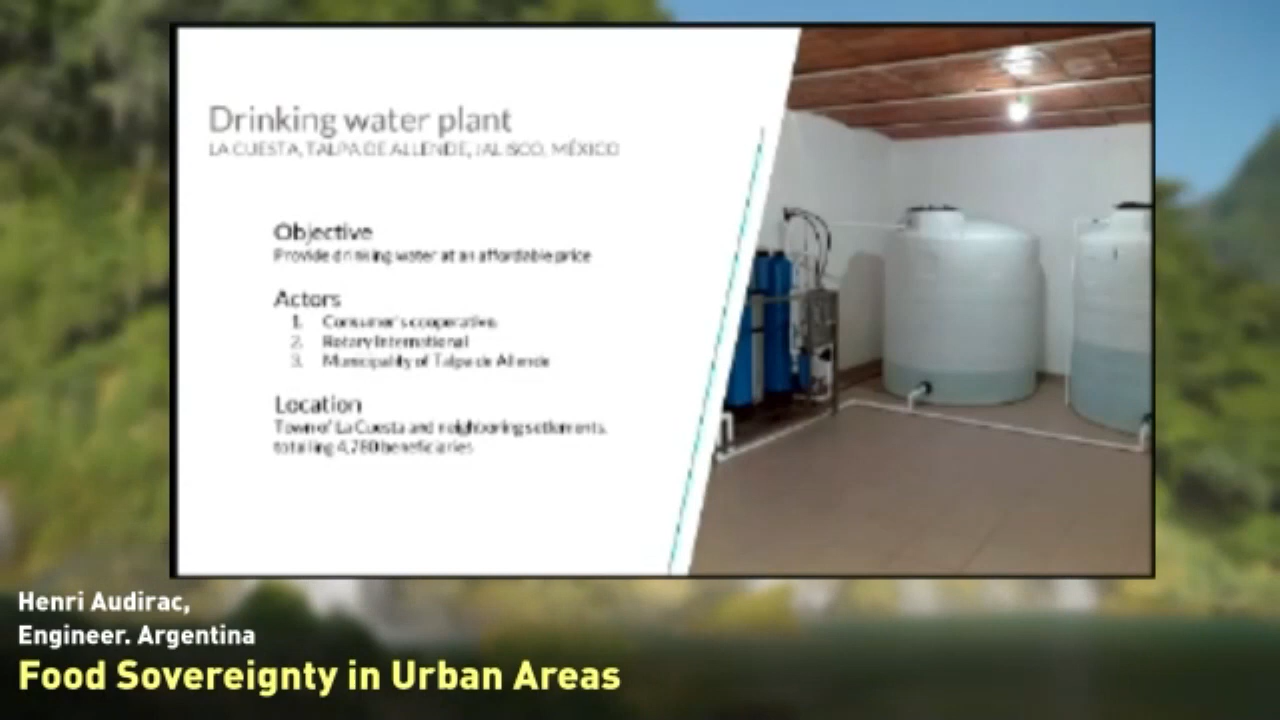 Drinking water plant
LA CUESTA, TALPA DE ALLENDE, JALISCO, MÉXICO
Objective
Provide drinking water at an affordable price
Actors
1. Consumer's cooperative
2. Rotary International
3. Municipality of Talpa de Allende
Location
Town of La Cuesta and neighboring settlements,
totalling 4,780 beneficiaries
Henri Audirac,
Engineer. Argentina
Food Sovereignty in Urban Areas